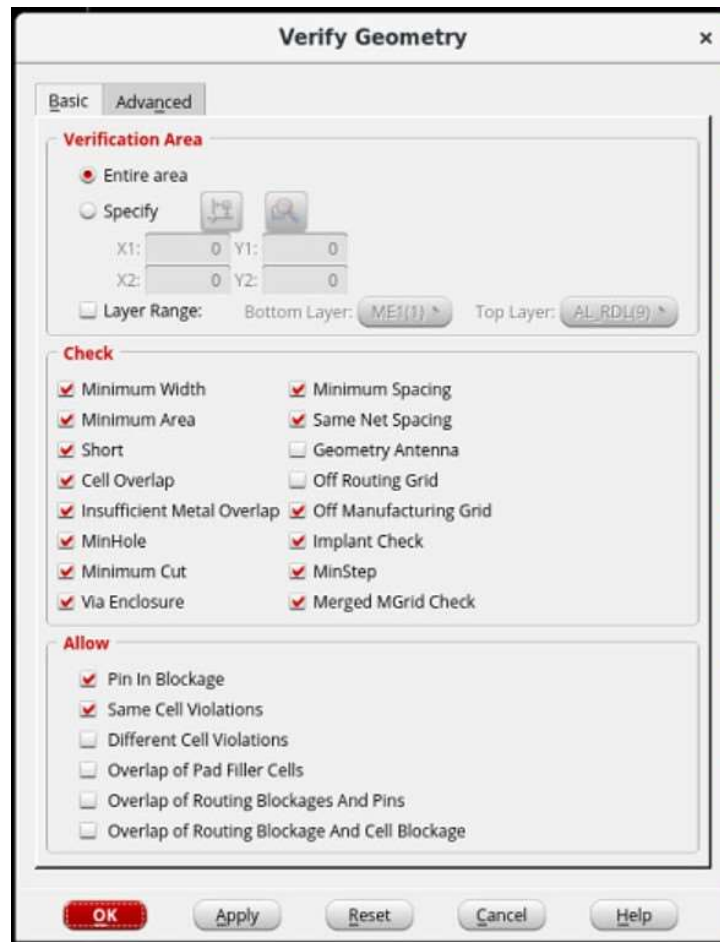 Verify Geometry
×
Basic
Advanced
Verification Area
Entire area
Specify
X1: 0 Y1: 0
X2: 0 Y2: 0
Layer Range: Bottom Layer: ME1(1) Top Layer: AL_RDL(9)
Check
Minimum Width
Minimum Spacing
Minimum Area
Same Net Spacing
Short
Geometry Antenna
Cell Overlap
Off Routing Grid
Insufficient Metal Overlap
Off Manufacturing Grid
MinHole
Implant Check
Minimum Cut
MinStep
Via Enclosure
Merged MGrid Check
Allow
Pin In Blockage
Same Cell Violations
Different Cell Violations
Overlap of Pad Filler Cells
Overlap of Routing Blockages And Pins
Overlap of Routing Blockage And Cell Blockage
OK
Apply
Reset
Cancel
Help